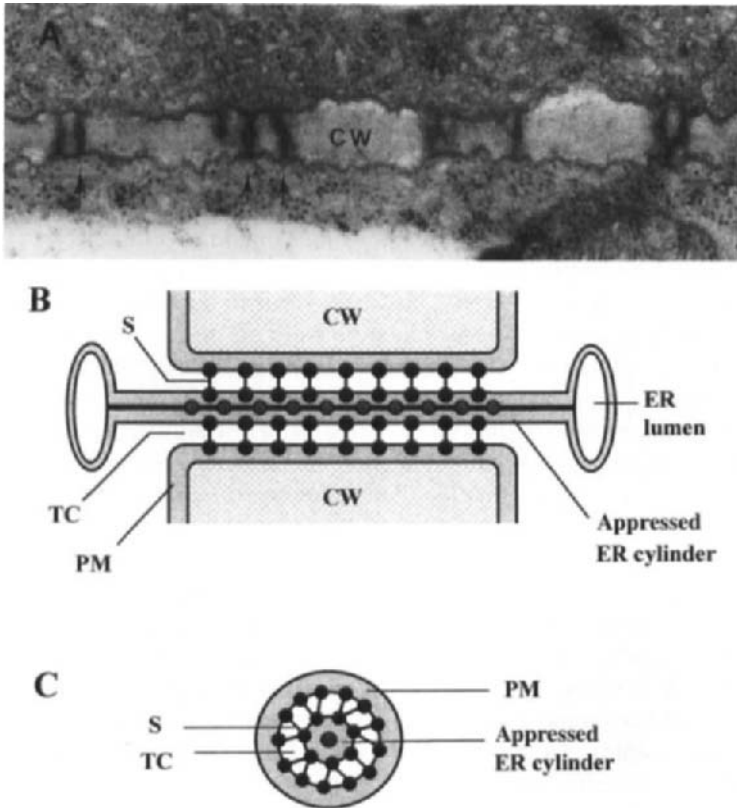 A
CW
B
CW
S
ER
lumen
TC
CW
PM
Appressed
ER cylinder
C
PM
S
Appressed
TC
ER cylinder